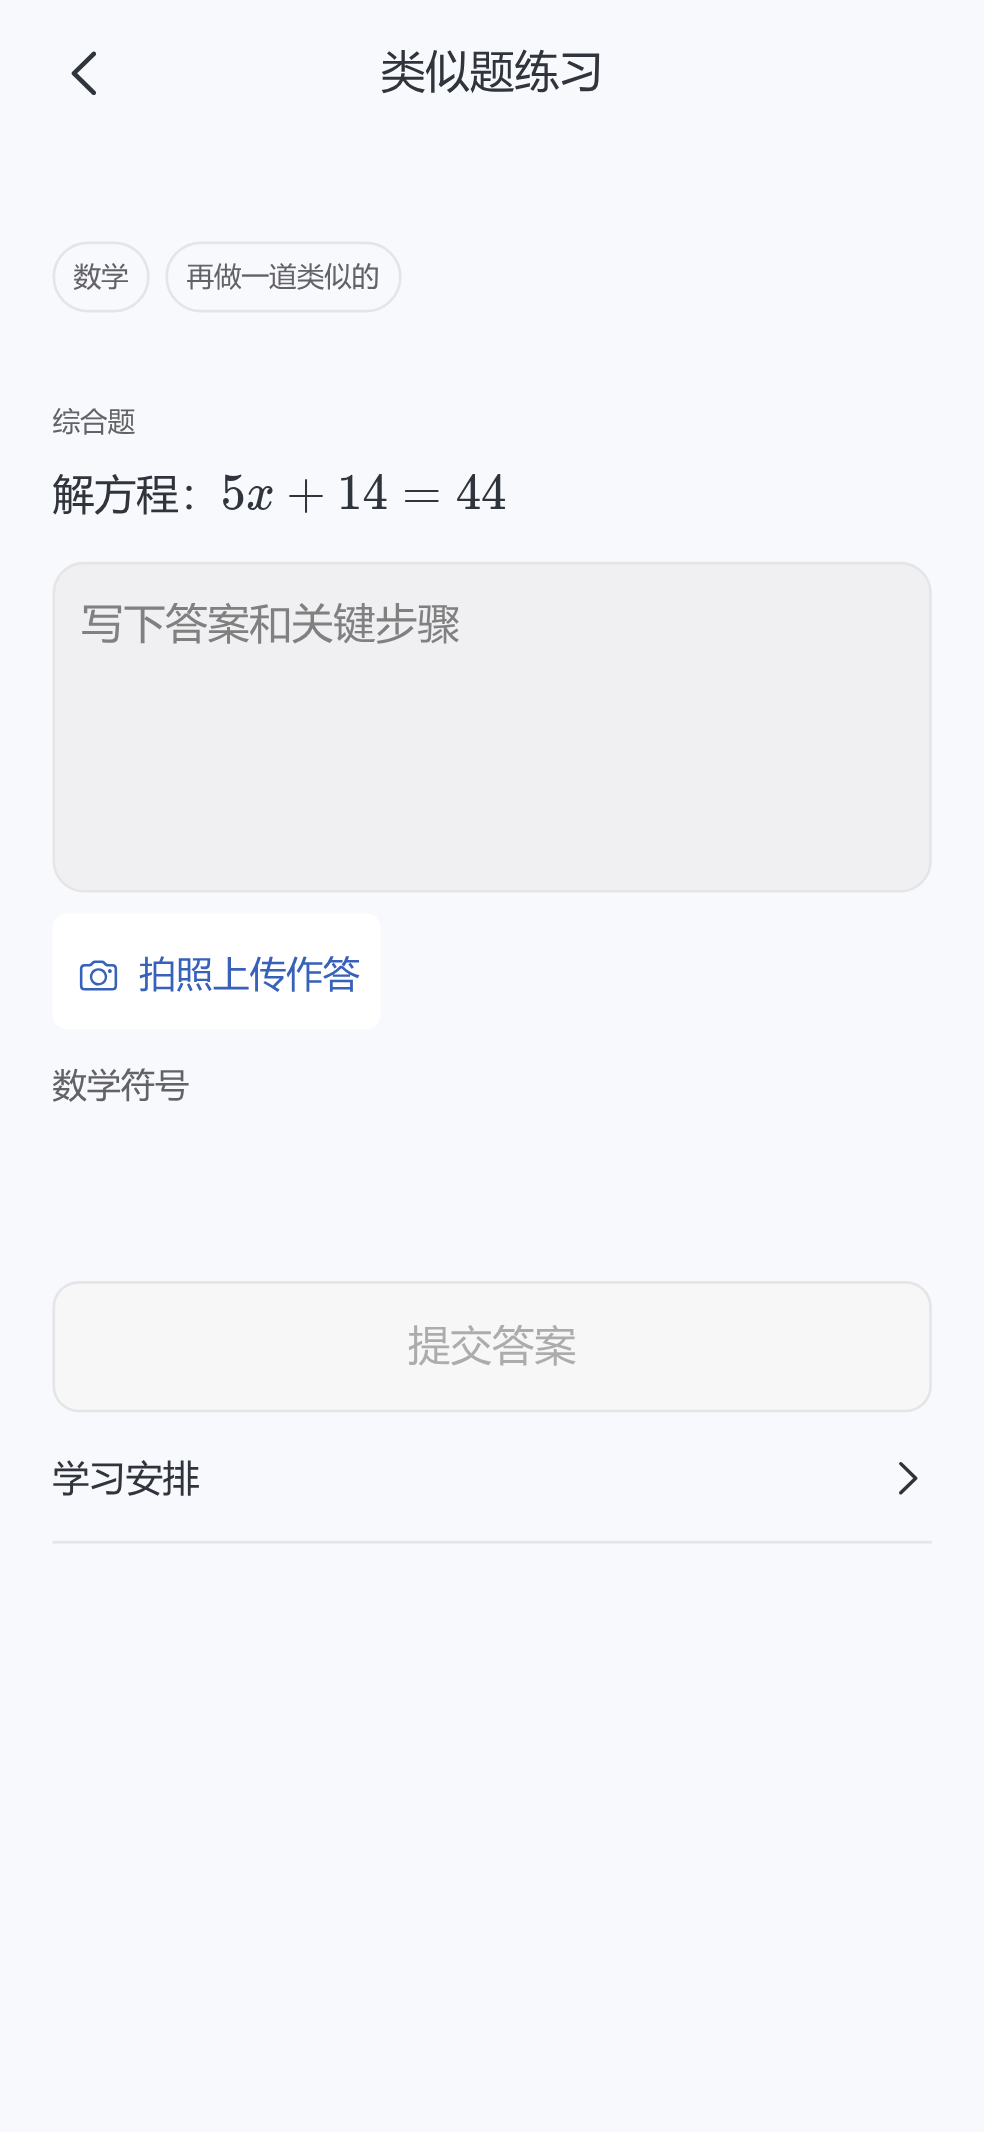 类似题练习
数学
再做一道类似的
综合题
解方程：5x + 14 = 44
写下答案和关键步骤
拍照上传作答
数学符号
提交答案
学习安排